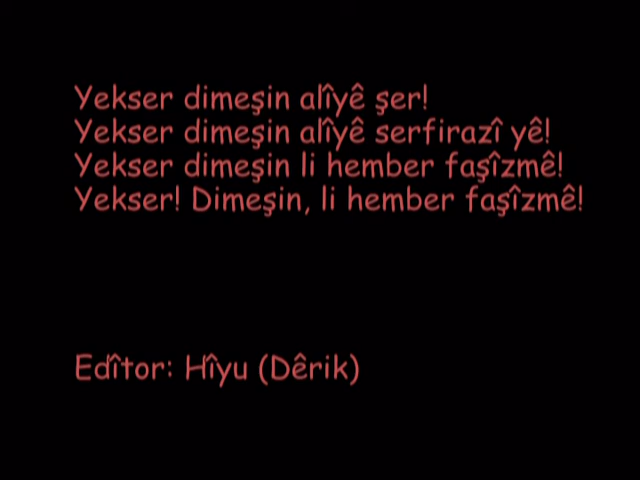 Yekser dimeşin alîyê şer!
Yekser dimeşin alîyê serfirazî yê!
Yekser dimeşin li hember faşîzmê!
Yekser! Dimeşin, li hember faşîzmê!
Edîtor: Hîyu (Dêrik)